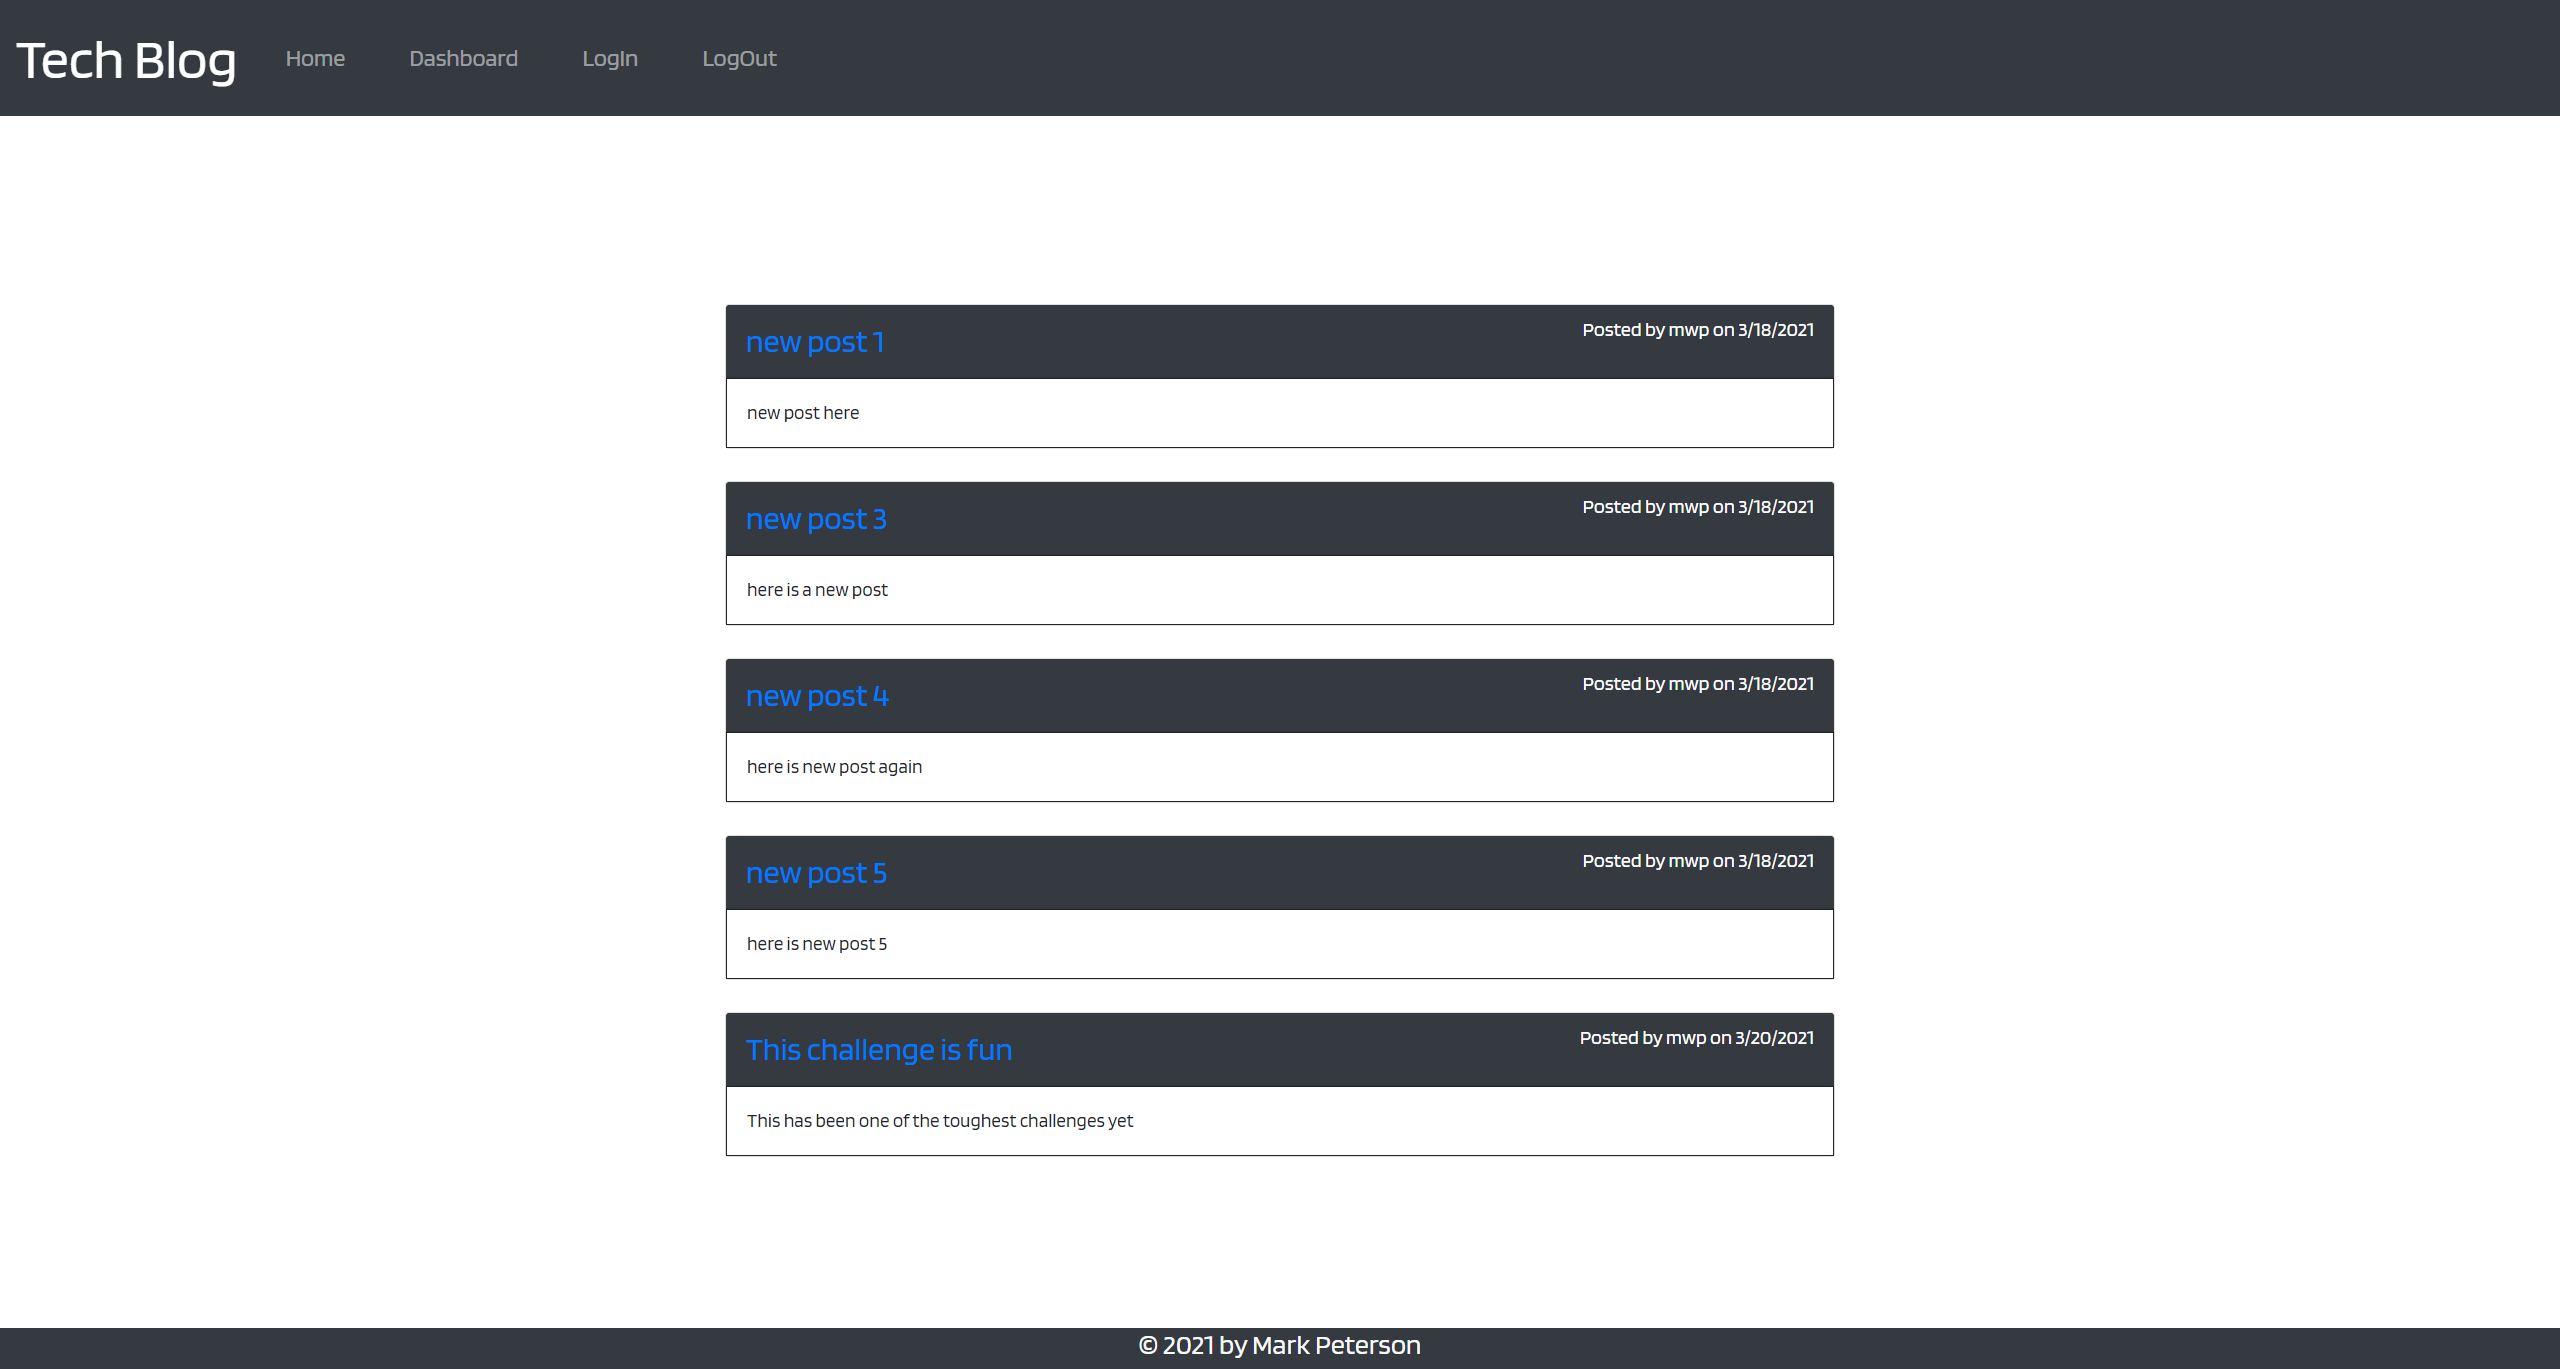 Tech Blog Home Dashboard LogIn LogOut
new post 1 Posted by mwp on 3/18/2021
new post here
new post 3 Posted by mwp on 3/18/2021
here is a new post
new post 4 Posted by mwp on 3/18/2021
here is new post again
new post 5 Posted by mwp on 3/18/2021
here is new post 5
This challenge is fun Posted by mwp on 3/20/2021
This has been one of the toughest challenges yet
© 2021 by Mark Peterson